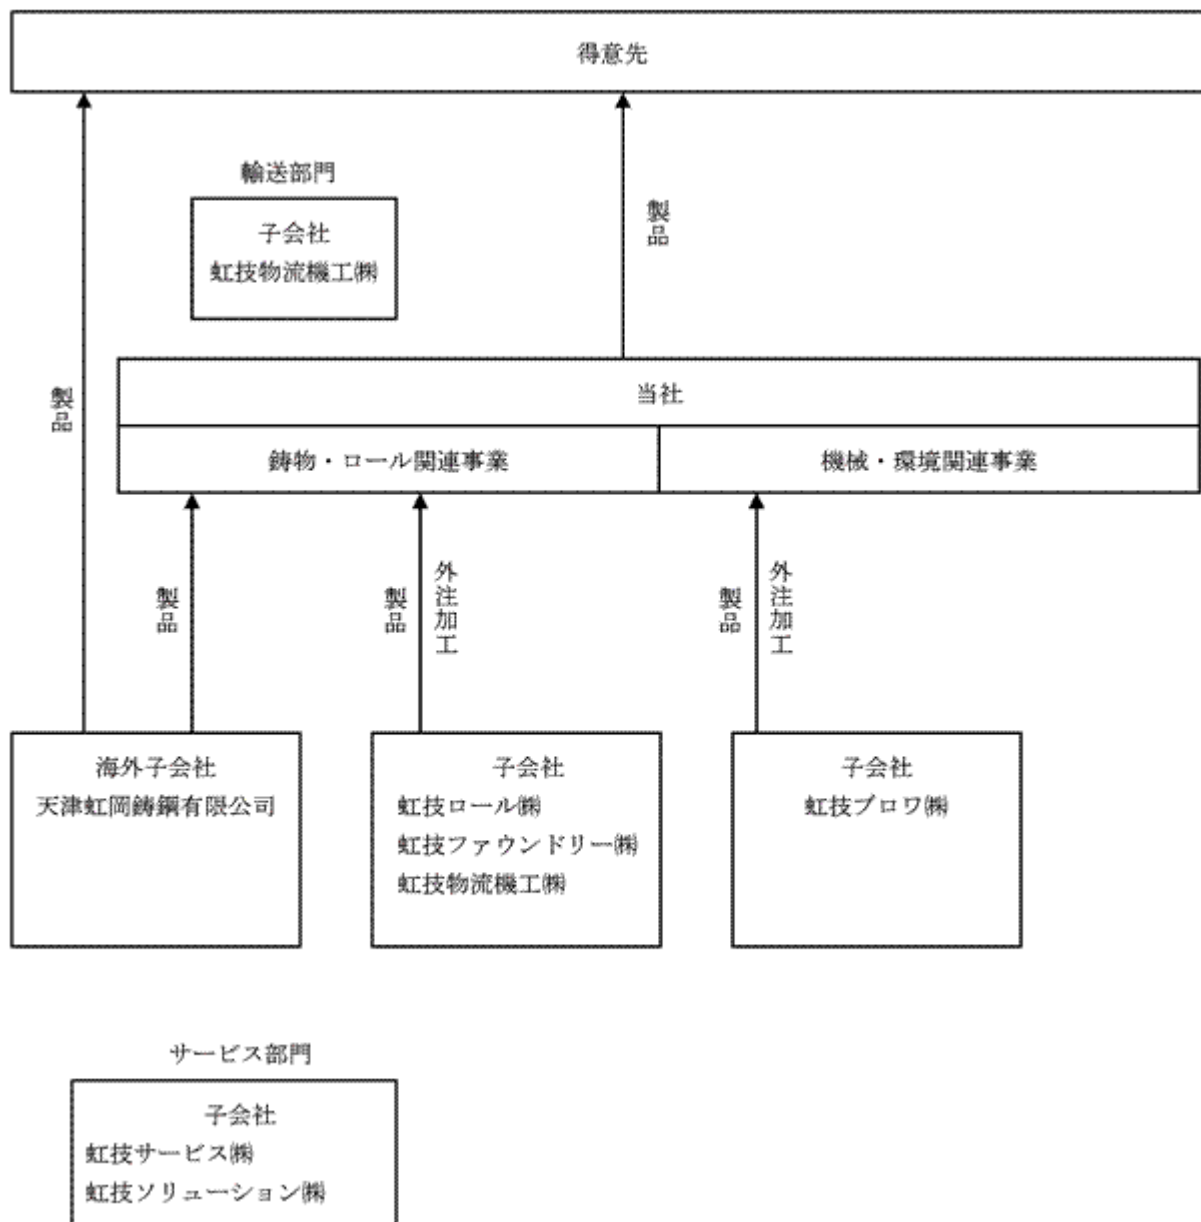 得意先
輸送部門
子会社
虹技物流機工㈱
製品
製品
当社
鋳物・ロール関連事業
機械・環境関連事業
製品
製品
外注加工
製品
外注加工
海外子会社
天津虹岡鋳鋼有限公司
子会社
虹技ロール㈱
虹技ファウンドリー㈱
虹技物流機工㈱
子会社
虹技ブロワ㈱
サービス部門
子会社
虹技サービス㈱
虹技ソリューション㈱